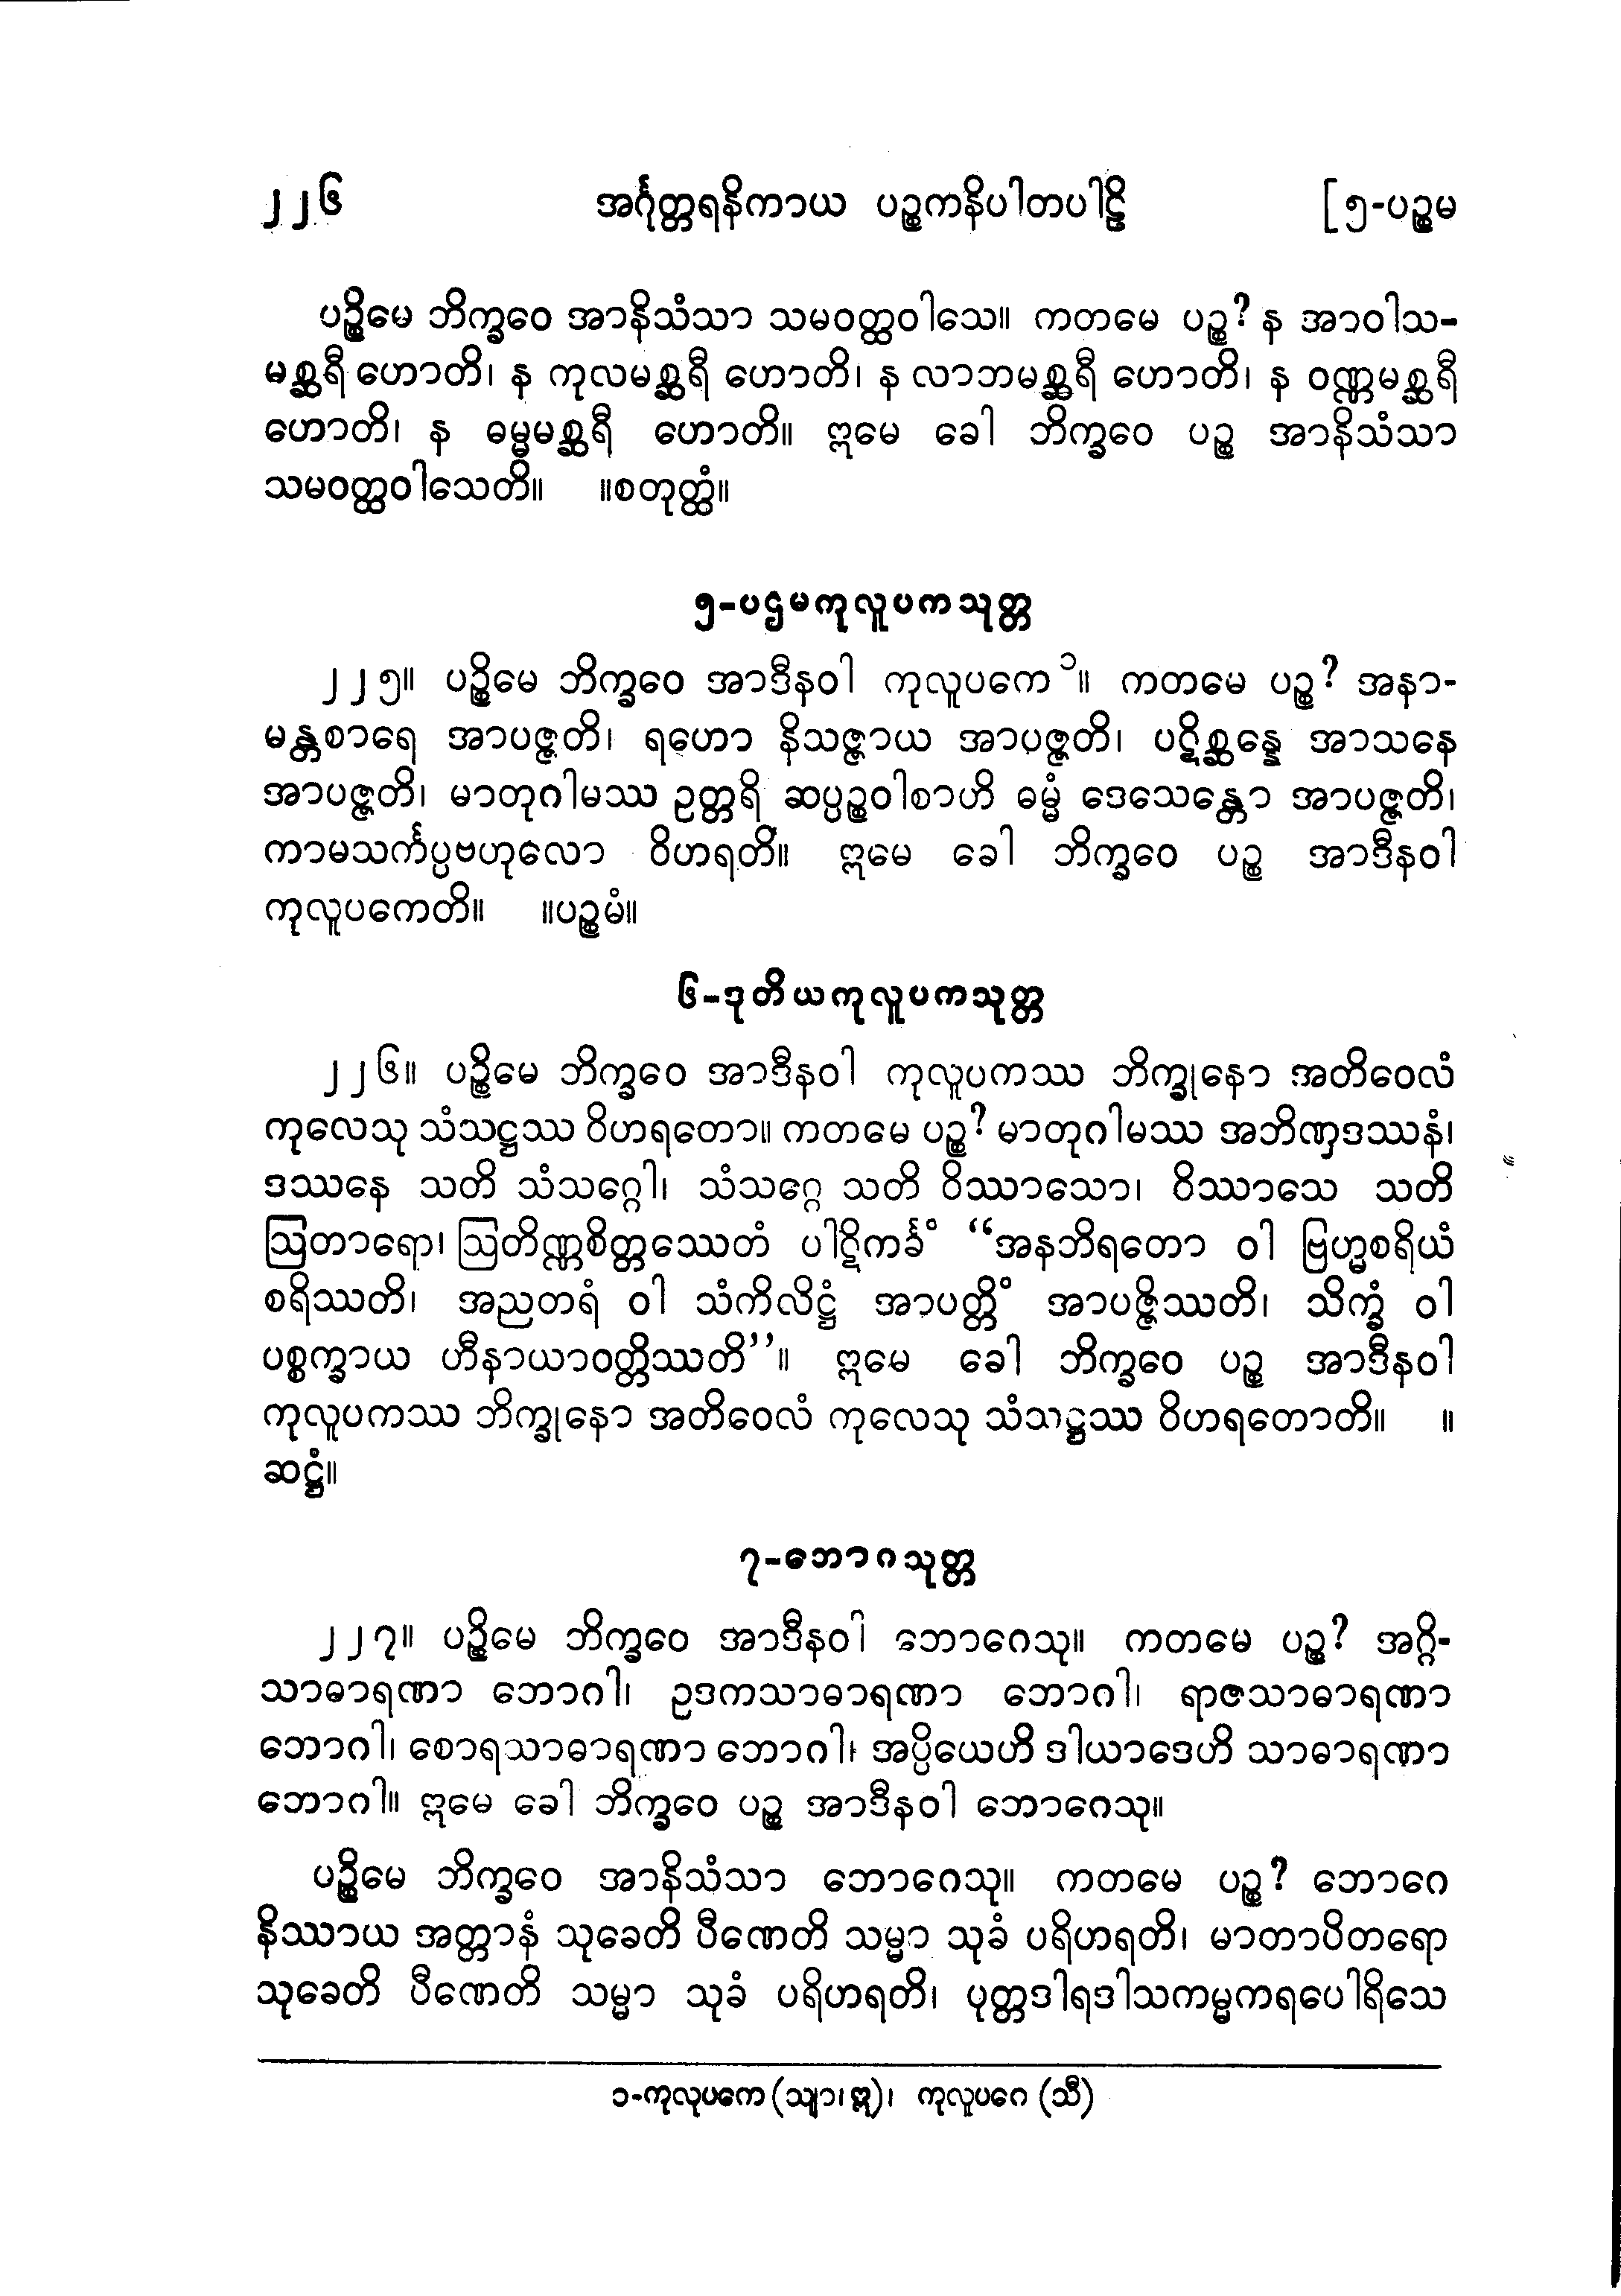 ၂၂၆ အင်္ဂုတ္တရနိကာယ ပဉ္စကနိပါတပါဠိ [၅-ပဉ္စမ
ပဉ္စိမေ ဘိက္ခဝေ အာနိသံသာ သမဝတ္ထဝါသေ။ ကတမေ ပဉ္စ? န အာဝါသ-
မစ္ဆရီ ဟောတိ၊ န ကုလမစ္ဆရီ ဟောတိ၊ န လာဘမစ္ဆရီ ဟောတိ၊ န ဝဏ္ဏမစ္ဆရီ
ဟောတိ၊ န ဓမ္မမစ္ဆရီ ဟောတိ။ ဣမေ ခေါ ဘိက္ခဝေ ပဉ္စ အာနိသံသာ
သမဝတ္ထဝါသေတိ။ ။စတုတ္ထံ။
၅-ပဌမကုလူပကသုတ္တ
၂၂၅။ ပဉ္စိမေ ဘိက္ခဝေ အာဒီနဝါ ကုလူပကေ ၁။ ကတမေ ပဉ္စ? အနာ-
မန္တစာရေ အာပဇ္ဇတိ၊ ရဟော နိသဇ္ဇာယ အာပဇ္ဇတိ၊ ပဋိစ္ဆန္နေ အာသနေ
အာပဇ္ဇတိ၊ မာတုဂါမဿ ဥတ္တရိ ဆပ္ပဉ္စဝါစာဟိ ဓမ္မံ ဒေသေန္တော အာပဇ္ဇတိ၊
ကာမသင်္ကပ္ပဗဟုလော ဝိဟရတိ။ ဣမေ ခေါ ဘိက္ခဝေ ပဉ္စ အာဒီနဝါ
ကုလူပကေတိ။ ။ပဉ္စမံ။
၆-ဒုတိယကုလူပကသုတ္တ
၂၂၆။ ပဉ္စိမေ ဘိက္ခဝေ အာဒီနဝါ ကုလူပကဿ ဘိက္ခုနော အတိဝေလံ
ကုလေသု သံသဋ္ဌဿ ဝိဟရတော။ ကတမေ ပဉ္စ? မာတုဂါမဿ အဘိဏှဒဿနံ၊
ဒဿနေ သတိ သံသဂ္ဂေါ၊ သံသဂ္ဂေ သတိ ဝိဿာသော၊ ဝိဿာသေ သတိ
ဩတာရော၊ ဩတိဏ္ဏစိတ္တဿေတံ ပါဋိကင်္ခံ “အနဘိရတော ဝါ ဗြဟ္မစရိယံ
စရိဿတိ၊ အညတရံ ဝါ သံကိလိဋ္ဌံ အာပတ္တိံ အာပဇ္ဇိဿတိ၊ သိက္ခံ ဝါ
ပစ္စက္ခာယ ဟီနာယာဝတ္တိဿတိ”။ ဣမေ ခေါ ဘိက္ခဝေ ပဉ္စ အာဒီနဝါ
ကုလူပကဿ ဘိက္ခုနော အတိဝေလံ ကုလေသု သံသဋ္ဌဿ ဝိဟရတောတိ။ ။
ဆဋ္ဌံ။
၇-ဘောဂသုတ္တ
၂၂၇။ ပဉ္စိမေ ဘိက္ခဝေ အာဒီနဝါ ဘောဂေသု။ ကတမေ ပဉ္စ? အဂ္ဂိ-
သာဓာရဏာ ဘောဂါ၊ ဥဒကသာဓာရဏာ ဘောဂါ၊ ရာဇသာဓာရဏာ
ဘောဂါ၊ စောရသာဓာရဏာ ဘောဂါ၊ အပ္ပိယေဟိ ဒါယာဒေဟိ သာဓာရဏာ
ဘောဂါ။ ဣမေ ခေါ ဘိက္ခဝေ ပဉ္စ အာဒီနဝါ ဘောဂေသု။
ပဉ္စိမေ ဘိက္ခဝေ အာနိသံသာ ဘောဂေသု။ ကတမေ ပဉ္စ? ဘောဂေ
နိဿာယ အတ္တာနံ သုခေတိ ပီဏေတိ သမ္မာ သုခံ ပရိဟရတိ၊ မာတာပိတရော
သုခေတိ ပီဏေတိ သမ္မာ သုခံ ပရိဟရတိ၊ ပုတ္တဒါရဒါသကမ္မကရပေါရိသေ
၁-ကုလုပကေ (သျာ၊ ဣ)၊ ကုလူပဂေ (သီ)